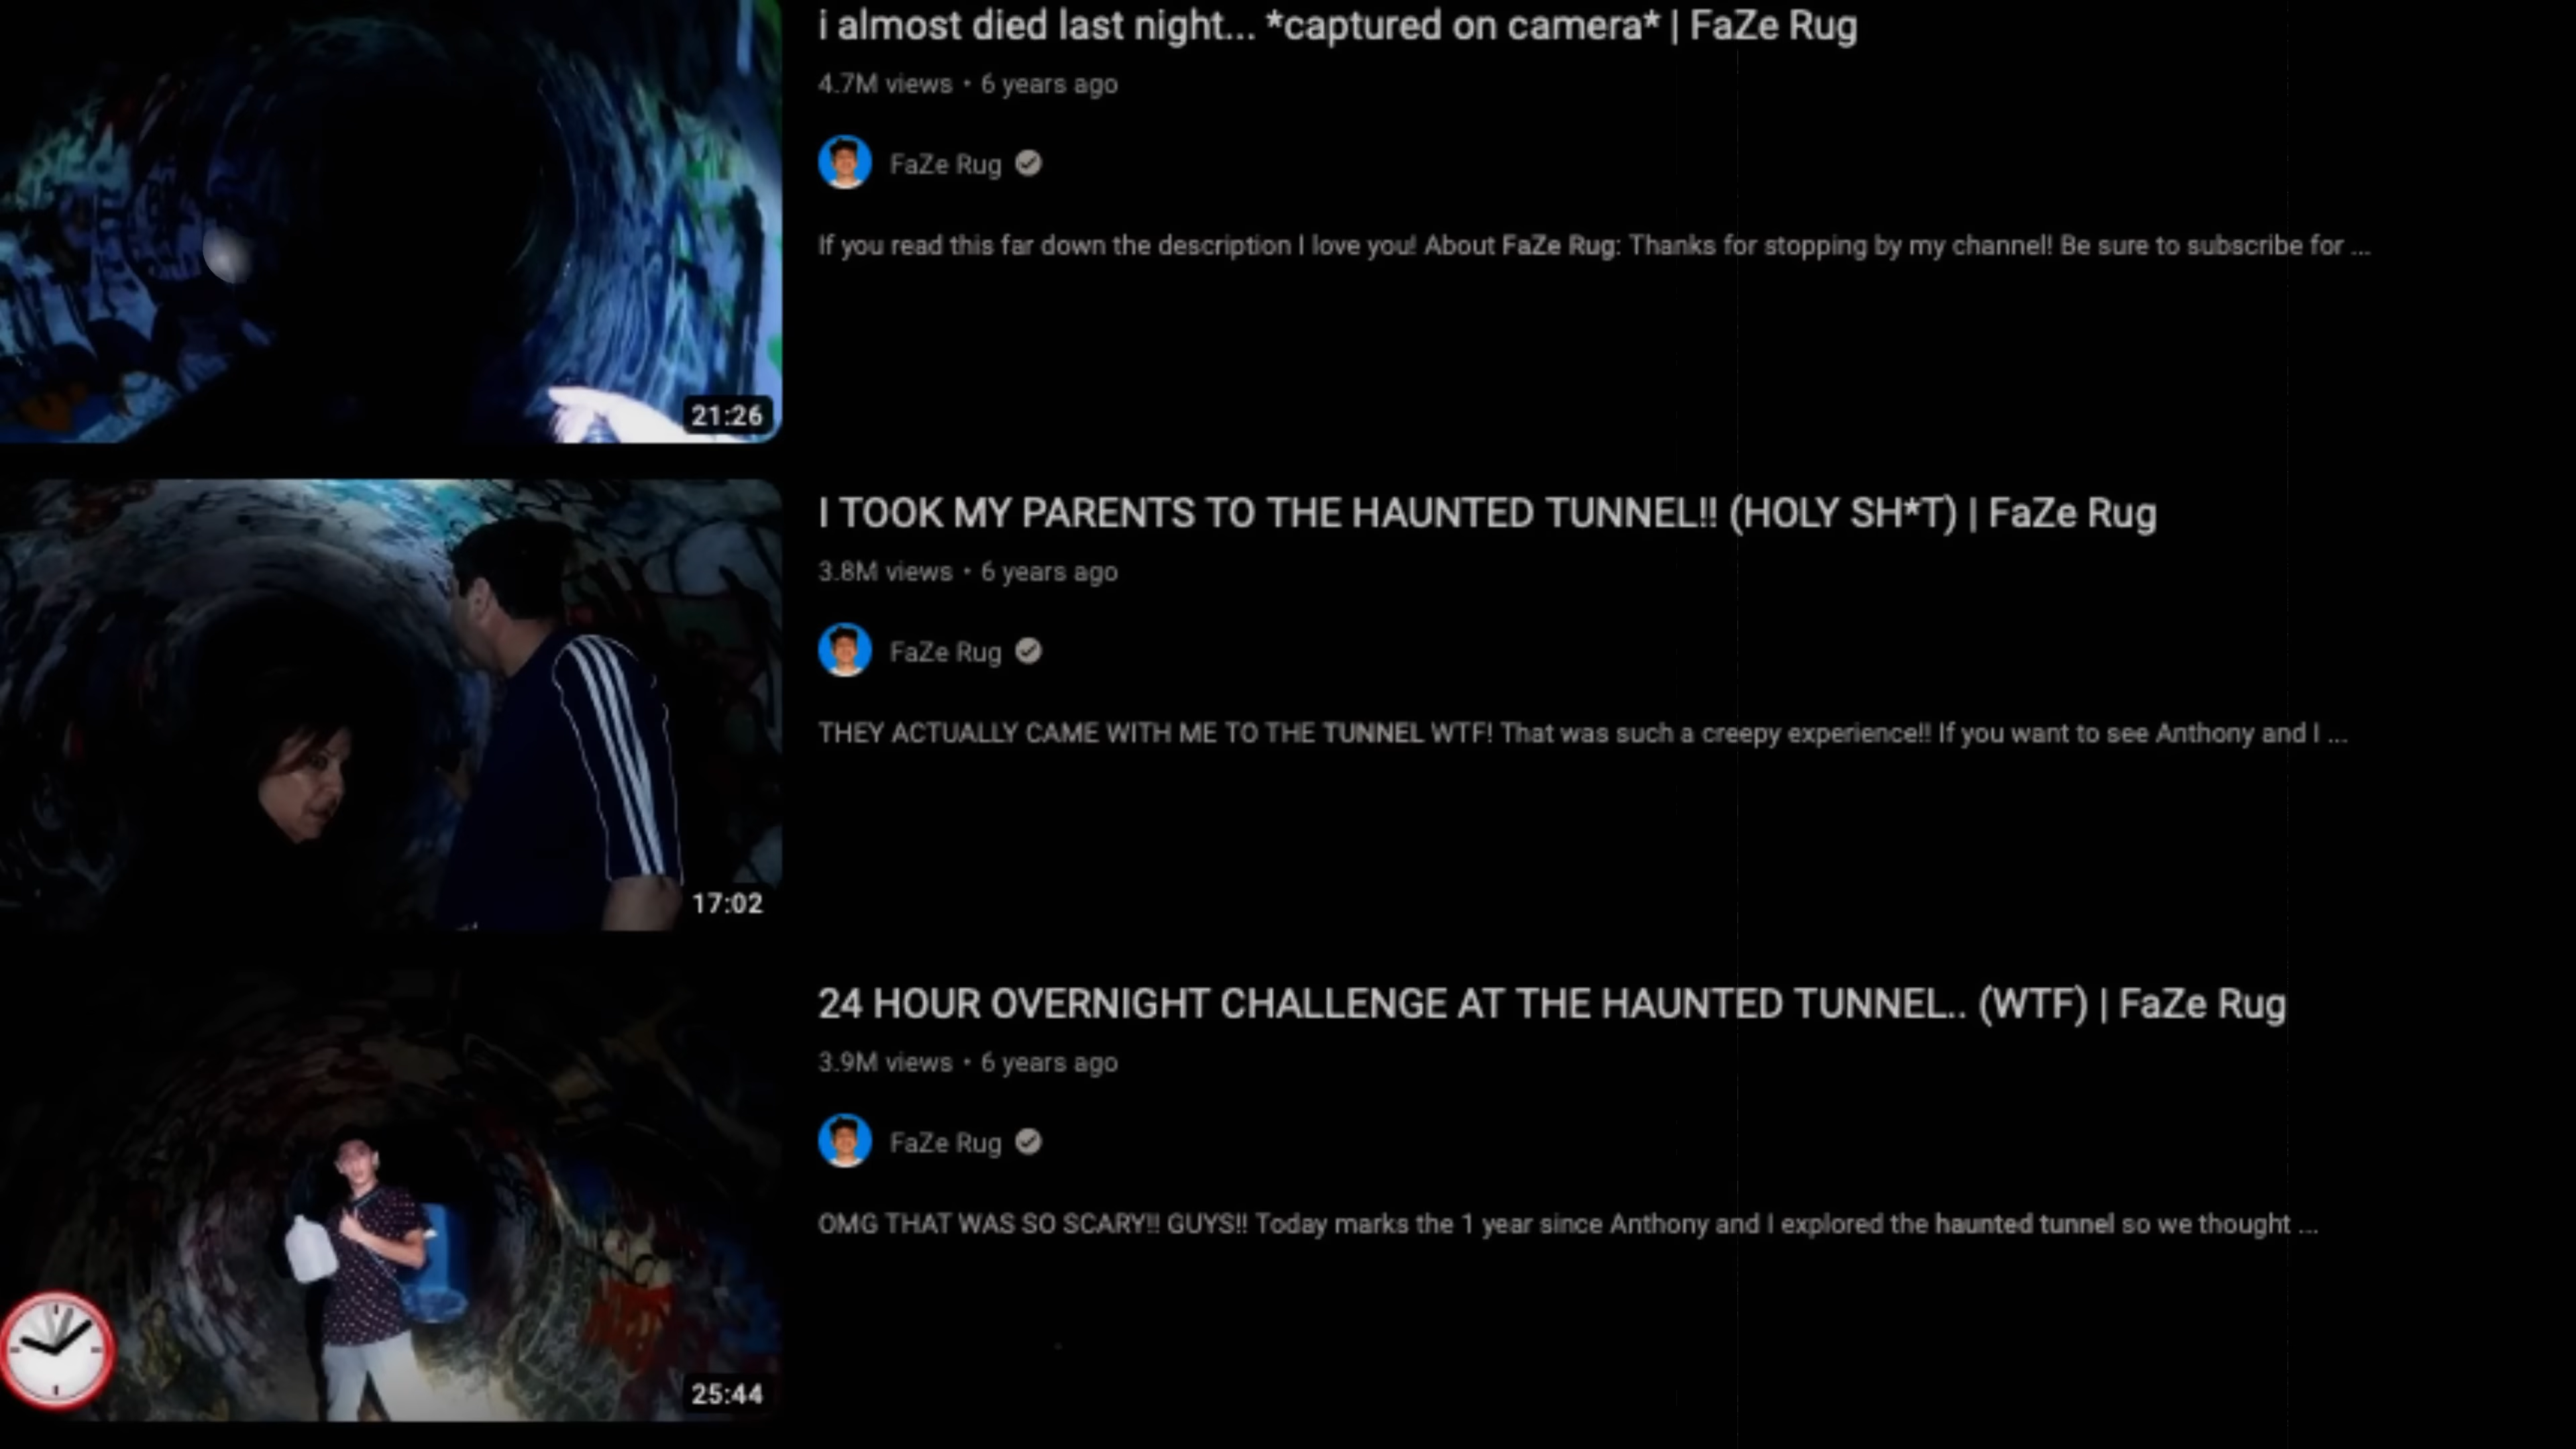 i almost died last night... *captured on camera* | FaZe Rug
4.7M views • 6 years ago
FaZe Rug
If you read this far down the description I love you! About FaZe Rug: Thanks for stopping by my channel! Be sure to subscribe for ...
21:26
I TOOK MY PARENTS TO THE HAUNTED TUNNEL!! (HOLY SH*T) | FaZe Rug
3.8M views • 6 years ago
FaZe Rug
THEY ACTUALLY CAME WITH ME TO THE TUNNEL WTF! That was such a creepy experience!! If you want to see Anthony and I ...
17:02
24 HOUR OVERNIGHT CHALLENGE AT THE HAUNTED TUNNEL.. (WTF) | FaZe Rug
3.9M views • 6 years ago
FaZe Rug
OMG THAT WAS SO SCARY!! GUYS!! Today marks the 1 year since Anthony and I explored the haunted tunnel so we thought ...
25:44